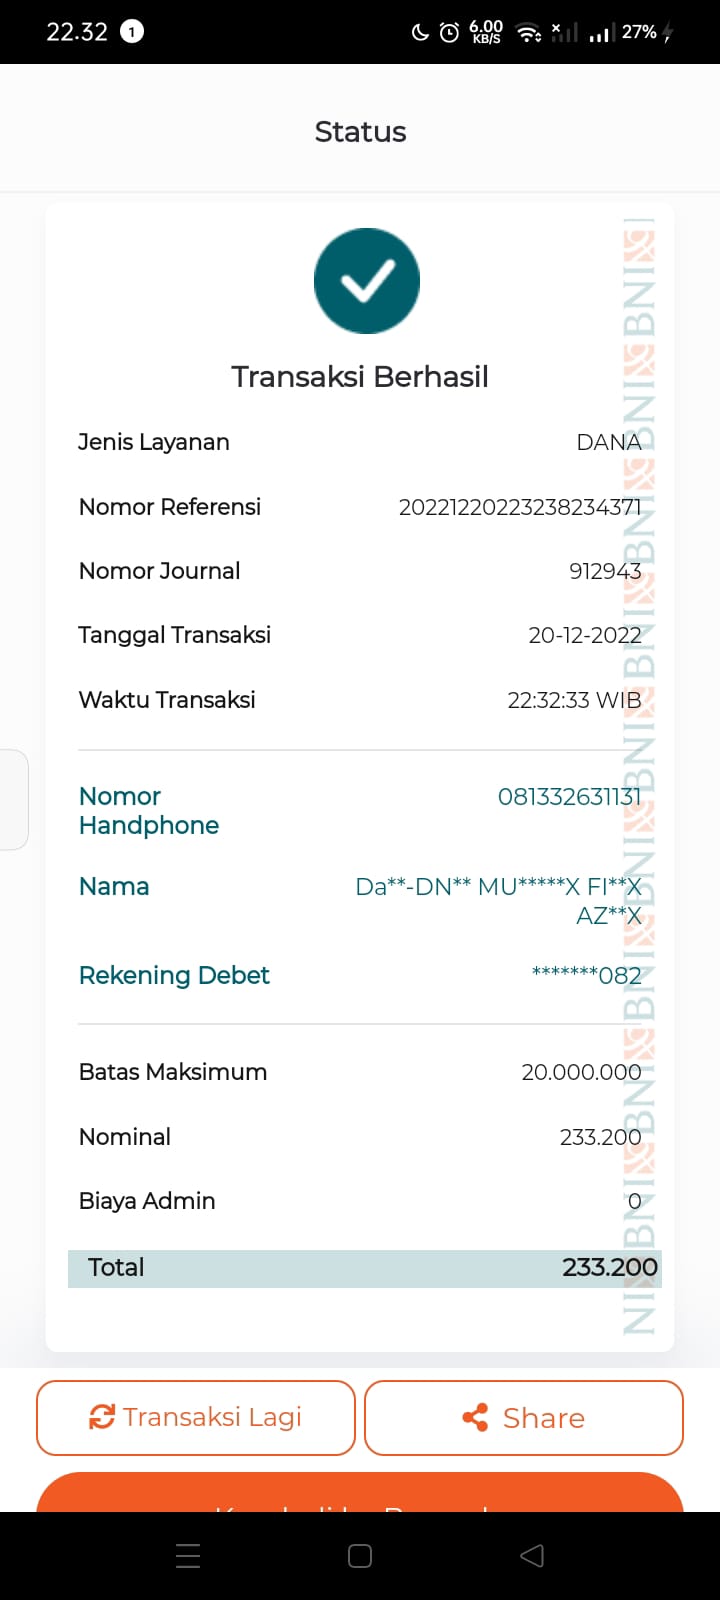 22.32 1 6.00 KB/S 27%
Status
Transaksi Berhasil
Jenis Layanan DANA
Nomor Referensi 20221220223238234371
Nomor Journal 912943
Tanggal Transaksi 20-12-2022
Waktu Transaksi 22:32:33 WIB
Nomor 081332631131
Handphone
Nama Da**-DN** MU*****X FI**X
AZ**X
Rekening Debet *******082
Batas Maksimum 20.000.000
Nominal 233.200
Biaya Admin 0
Total 233.200
NI BNI BNI BNI BNI BNI BNI BNI BNI BNI
Transaksi Lagi Share